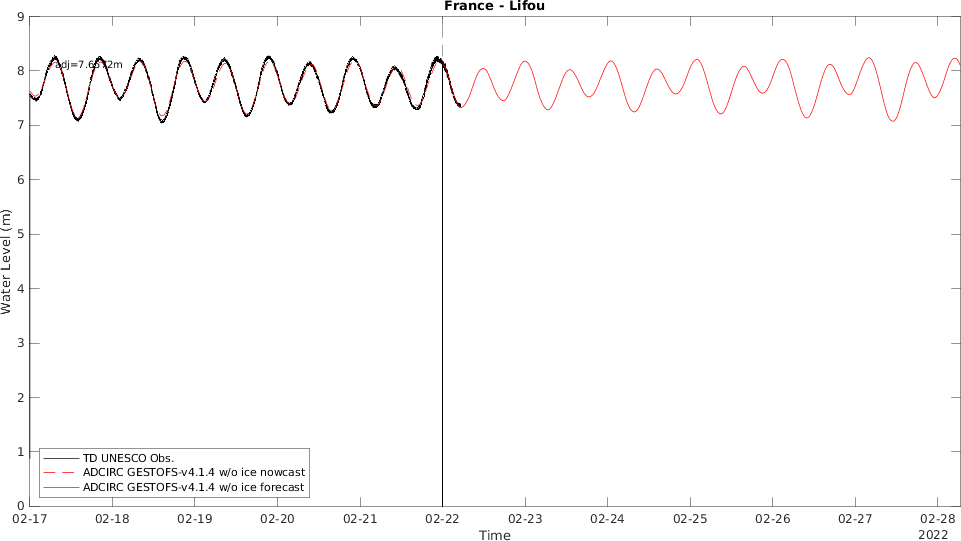 France - Lifou
9
8
7
6
5
4
3
2
1
0
Water Level (m)
TD UNESCO Obs.
ADCIRC GESTOFS-v4.1.4 w/o ice nowcast
ADCIRC GESTOFS-v4.1.4 w/o ice forecast
02-17 02-18 02-19 02-20 02-21 02-22 02-23 02-24 02-25 02-26 02-27 02-28
2022
Time